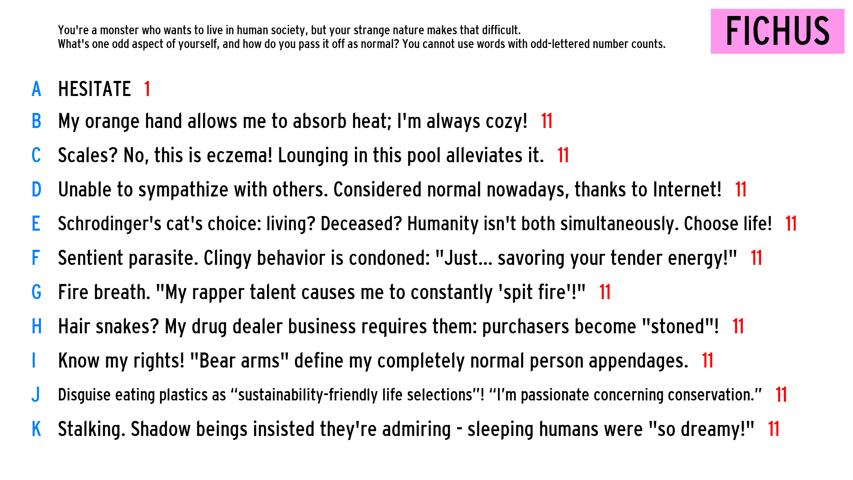 You're a monster who wants to live in human society, but your strange nature makes that difficult.
What's one odd aspect of yourself, and how do you pass it off as normal? You cannot use words with odd-lettered number counts.
FICHUS
A HESITATE 1
B My orange hand allows me to absorb heat; I'm always cozy! 11
C Scales? No, this is eczema! Lounging in this pool alleviates it. 11
D Unable to sympathize with others. Considered normal nowadays, thanks to Internet! 11
E Schrodinger's cat's choice: living? Deceased? Humanity isn't both simultaneously. Choose life! 11
F Sentient parasite. Clingy behavior is condoned: "Just... savoring your tender energy!" 11
G Fire breath. "My rapper talent causes me to constantly 'spit fire'!" 11
H Hair snakes? My drug dealer business requires them: purchasers become "stoned"! 11
I Know my rights! "Bear arms" define my completely normal person appendages. 11
J Disguise eating plastics as “sustainability-friendly life selections”! “I’m passionate concerning conservation.” 11
K Stalking. Shadow beings insisted they're admiring - sleeping humans were "so dreamy!" 11